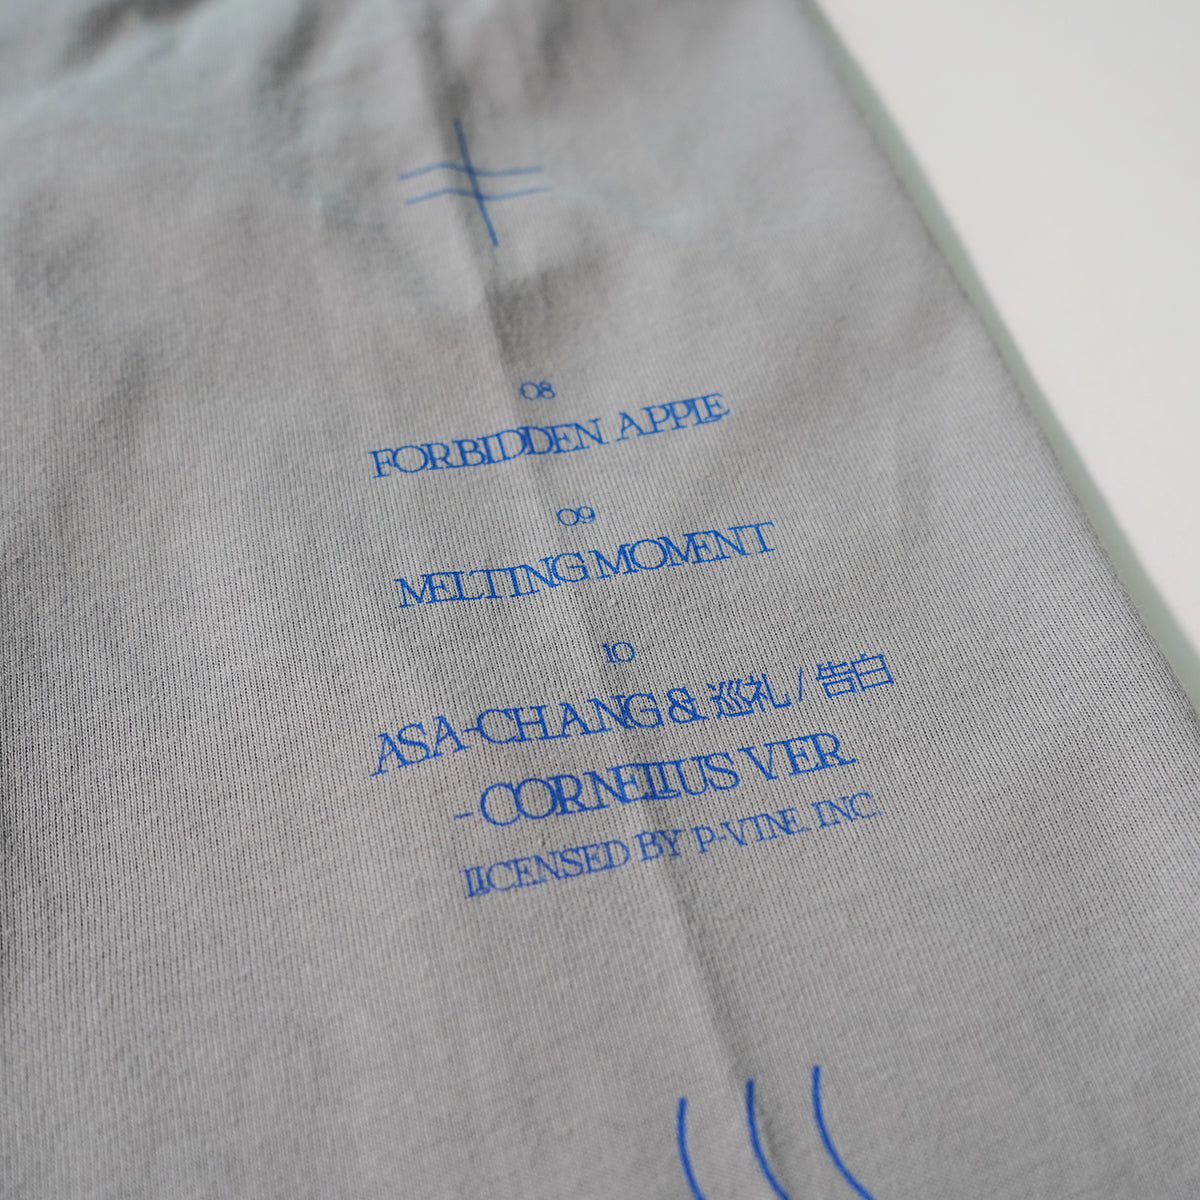 08
FORBIDDEN APPLE
09
MELTING MOMENT
10
ASA-CHANG & 巡礼 / 告白
- CORNELIUS VER.
LICENSED BY P-VINE. INC.